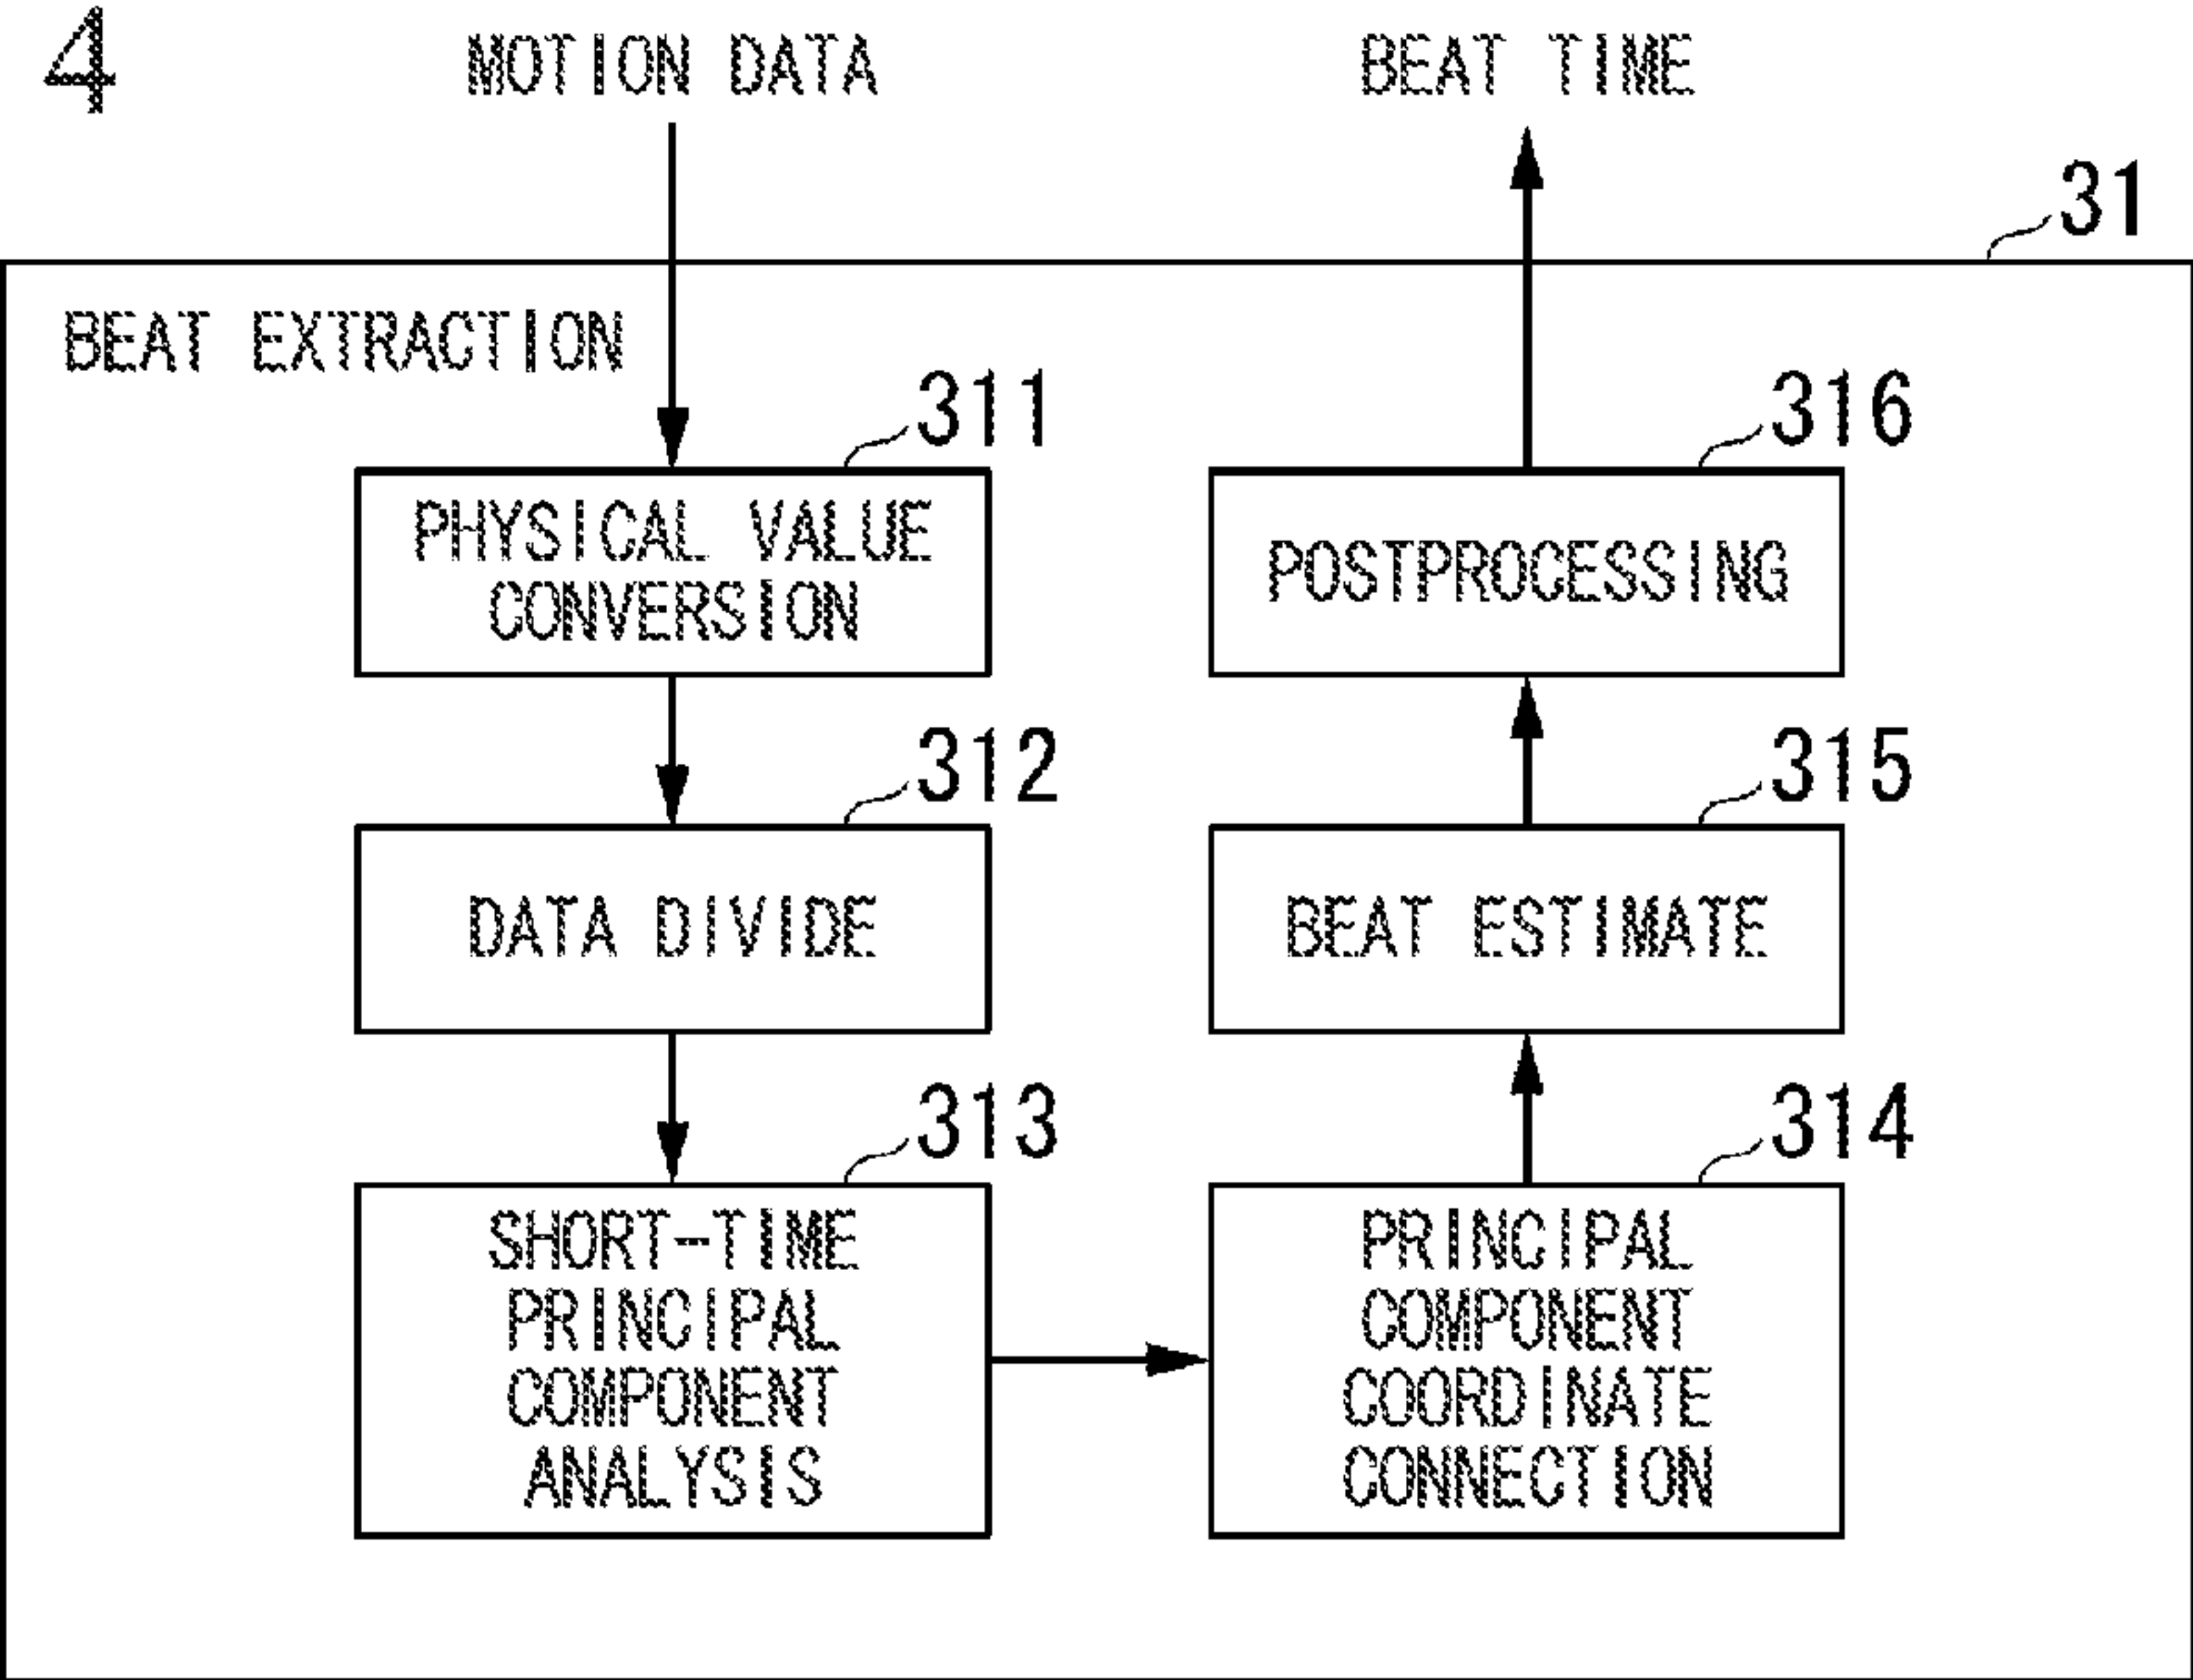 4
MOTION DATA
BEAT TIME
31
BEAT EXTRACTION
311
PHYSICAL VALUE
CONVERSION
312
DATA DIVIDE
313
SHORT-TIME
PRINCIPAL
COMPONENT
ANALYSIS
314
PRINCIPAL
COMPONENT
COORDINATE
CONNECTION
315
BEAT ESTIMATE
316
POSTPROCESSING